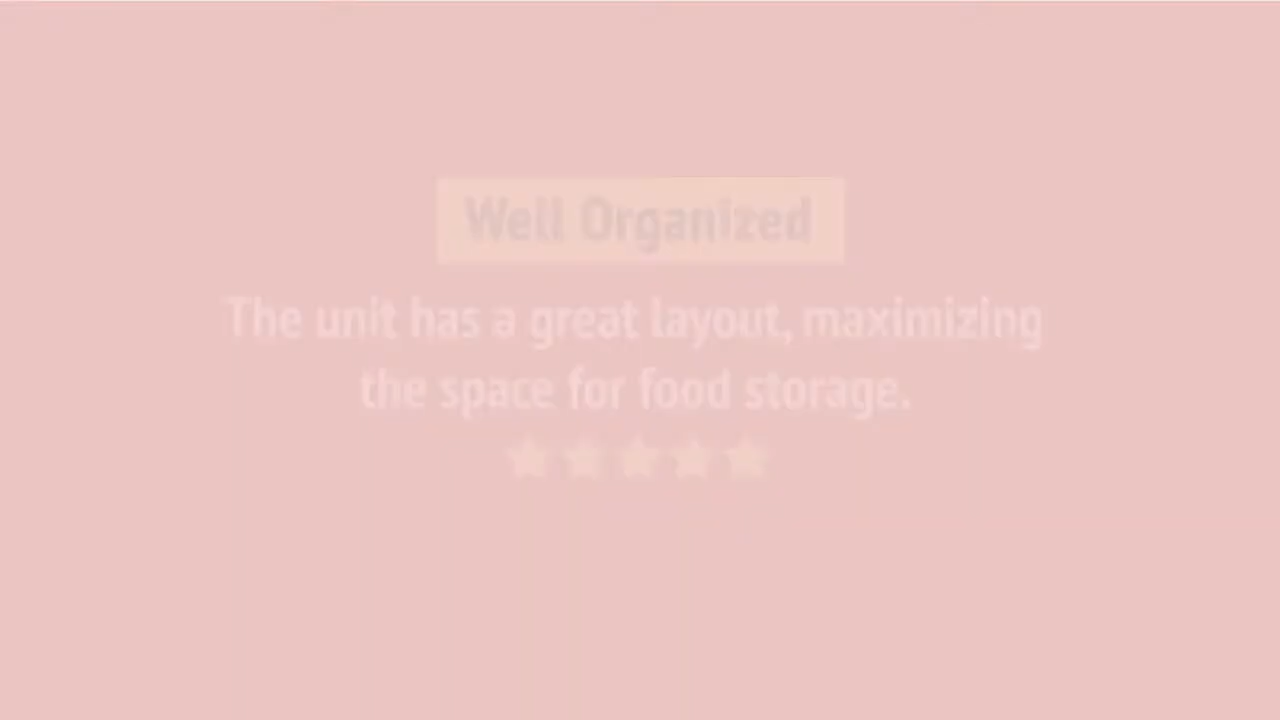 Well Organized
The unit has a great layout, maximizing
the space for food storage.